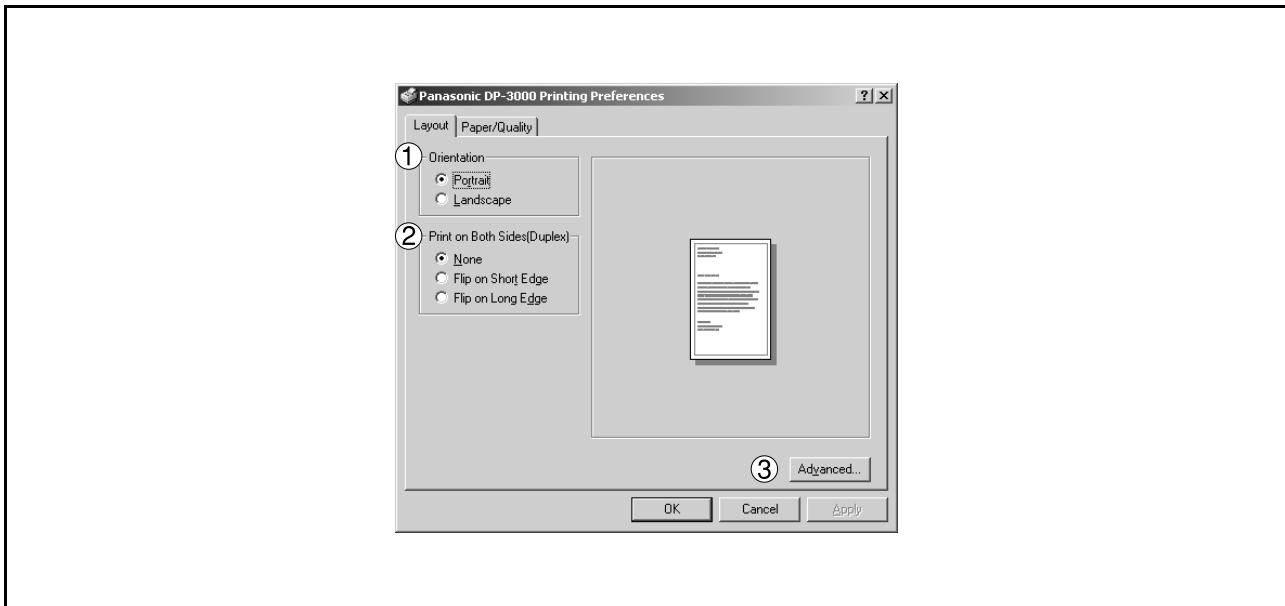 Panasonic DP-3000 Printing Preferences
Layout Paper/Quality
1 Orientation
Portrait
Landscape
2 Print on Both Sides(Duplex)
None
Flip on Short Edge
Flip on Long Edge
3 Advanced...
OK Cancel Apply